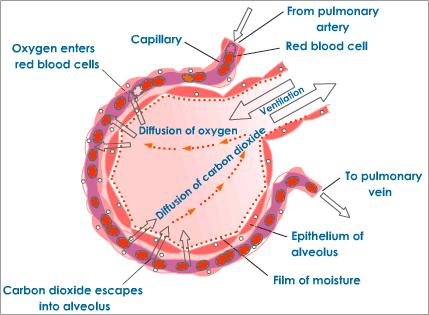 From pulmonary
artery
Capillary
Red blood cell
Oxygen enters
red blood cells
Ventilation
Diffusion of oxygen
Diffusion of carbon dioxide
To pulmonary
vein
Epithelium of
alveolus
Film of moisture
Carbon dioxide escapes
into alveolus